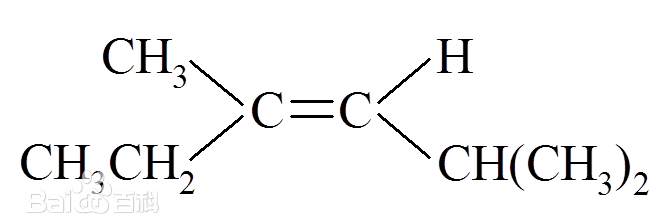 CH₃ H
C=C
CH₃CH₂ CH(CH₃)₂
Baidu百科